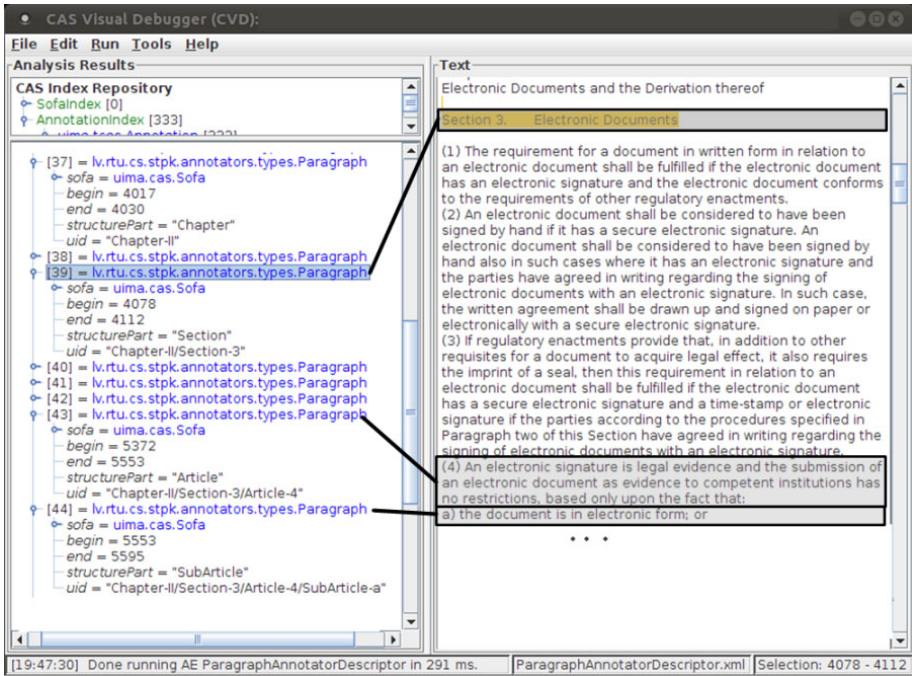 CAS Visual Debugger (CVD):
File Edit Run Tools Help
Analysis Results
CAS Index Repository
SofaIndex [0]
AnnotationIndex [333]
uima.tcas.Annotation [333]
[37] = lv.rtu.cs.stpk.annotators.types.Paragraph
sofa = uima.cas.Sofa
begin = 4017
end = 4030
structurePart = "Chapter"
uid = "Chapter-II"
[38] = lv.rtu.cs.stpk.annotators.types.Paragraph
[39] = lv.rtu.cs.stpk.annotators.types.Paragraph
sofa = uima.cas.Sofa
begin = 4078
end = 4112
structurePart = "Section"
uid = "Chapter-II/Section-3"
[40] = lv.rtu.cs.stpk.annotators.types.Paragraph
[41] = lv.rtu.cs.stpk.annotators.types.Paragraph
[42] = lv.rtu.cs.stpk.annotators.types.Paragraph
[43] = lv.rtu.cs.stpk.annotators.types.Paragraph
sofa = uima.cas.Sofa
begin = 5372
end = 5553
structurePart = "Article"
uid = "Chapter-II/Section-3/Article-4"
[44] = lv.rtu.cs.stpk.annotators.types.Paragraph
sofa = uima.cas.Sofa
begin = 5553
end = 5595
structurePart = "SubArticle"
uid = "Chapter-II/Section-3/Article-4/SubArticle-a"
Text
Electronic Documents and the Derivation thereof
Section 3. Electronic Documents
(1) The requirement for a document in written form in relation to
an electronic document shall be fulfilled if the electronic document
has an electronic signature and the electronic document conforms
to the requirements of other regulatory enactments.
(2) An electronic document shall be considered to have been
signed by hand if it has a secure electronic signature. An
electronic document shall be considered to have been signed by
hand also in such cases where it has an electronic signature and
the parties have agreed in writing regarding the signing of
electronic documents with an electronic signature. In such case,
the written agreement shall be drawn up and signed on paper or
electronically with a secure electronic signature.
(3) If regulatory enactments provide that, in addition to other
requisites for a document to acquire legal effect, it also requires
the imprint of a seal, then this requirement in relation to an
electronic document shall be fulfilled if the electronic document
has a secure electronic signature and a time-stamp or electronic
signature if the parties according to the procedures specified in
Paragraph two of this Section have agreed in writing regarding the
signing of electronic documents with an electronic signature.
(4) An electronic signature is legal evidence and the submission of
an electronic document as evidence to competent institutions has
no restrictions, based only upon the fact that:
a) the document is in electronic form; or
• • •
[19:47:30] Done running AE ParagraphAnnotatorDescriptor in 291 ms.
ParagraphAnnotatorDescriptor.xml
Selection: 4078 - 4112